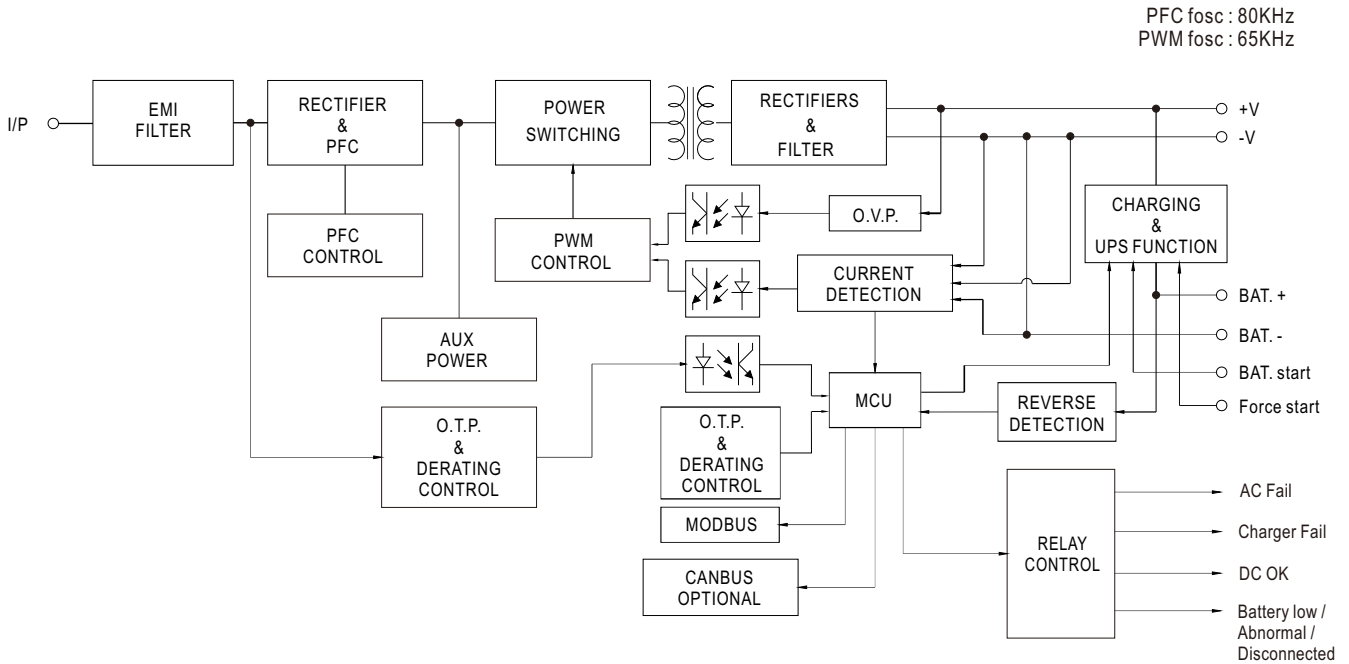 PFC fosc : 80KHz
PWM fosc : 65KHz
I/P
EMI
FILTER
RECTIFIER
&
PFC
POWER
SWITCHING
RECTIFIERS
&
FILTER
+V
-V
PFC
CONTROL
PWM
CONTROL
O.V.P.
CHARGING
&
UPS FUNCTION
CURRENT
DETECTION
BAT. +
BAT. -
AUX
POWER
BAT. start
MCU
REVERSE
DETECTION
Force start
O.T.P.
&
DERATING
CONTROL
O.T.P.
&
DERATING
CONTROL
MODBUS
CANBUS
OPTIONAL
RELAY
CONTROL
AC Fail
Charger Fail
DC OK
Battery low /
Abnormal /
Disconnected